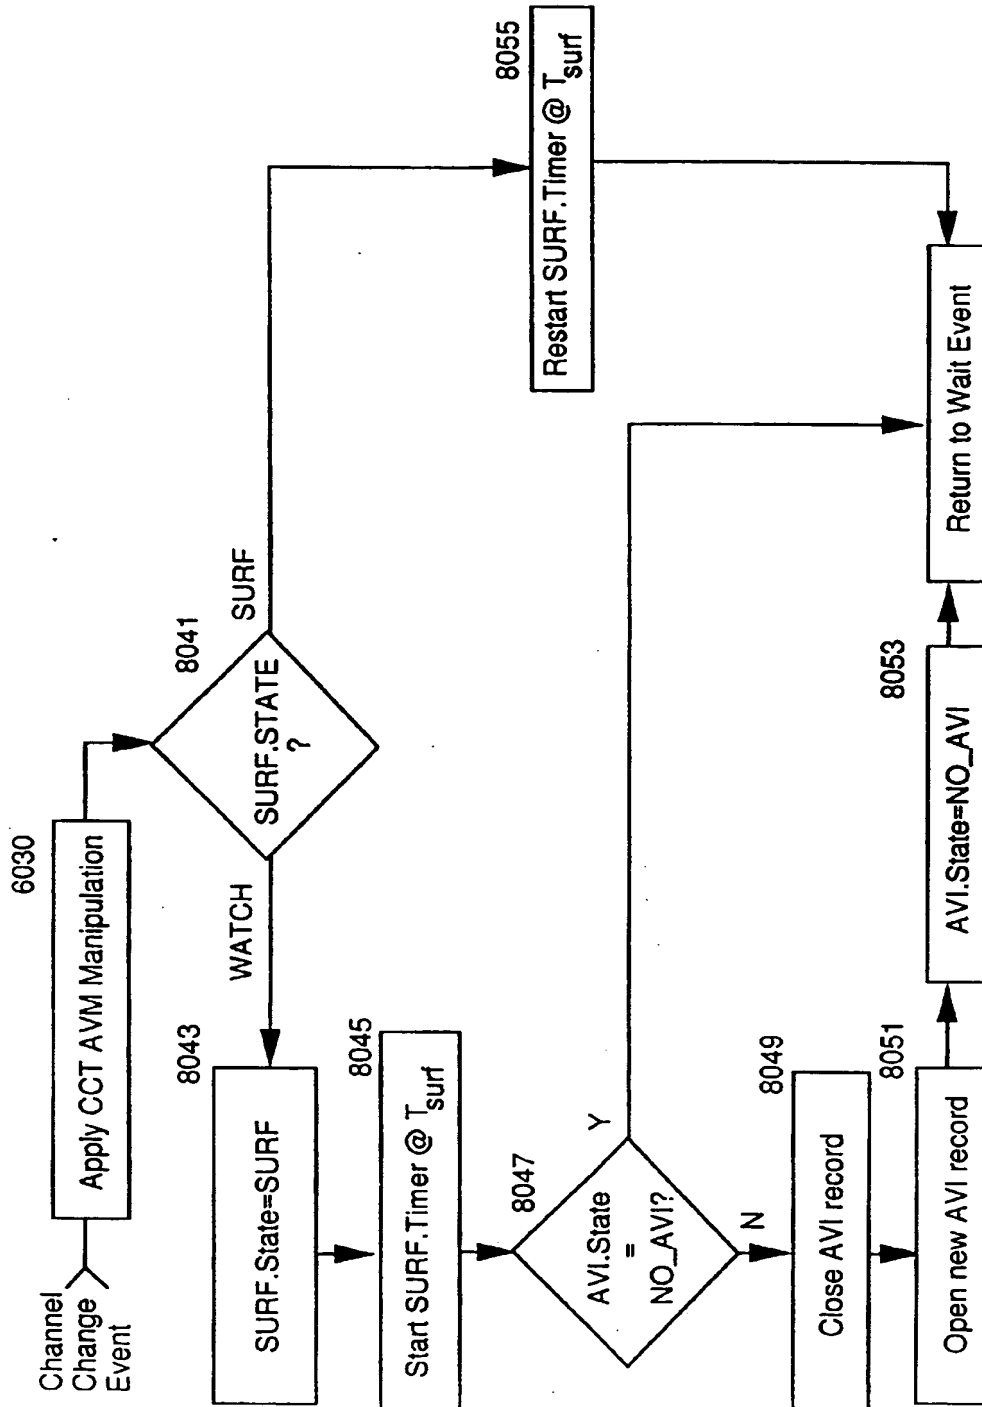 Channel
Change
Event
6030
Apply CCT AVM Manipulation
8041
SURF.STATE
?
WATCH
SURF
8043
SURF.State=SURF
8045
Start SURF.Timer @ Tsurf
8047
AVI.State
=
NO_AVI?
Y
N
8049
Close AVI record
8051
Open new AVI record
8053
AVI.State=NO_AVI
8055
Restart SURF.Timer @ Tsurf
Return to Wait Event